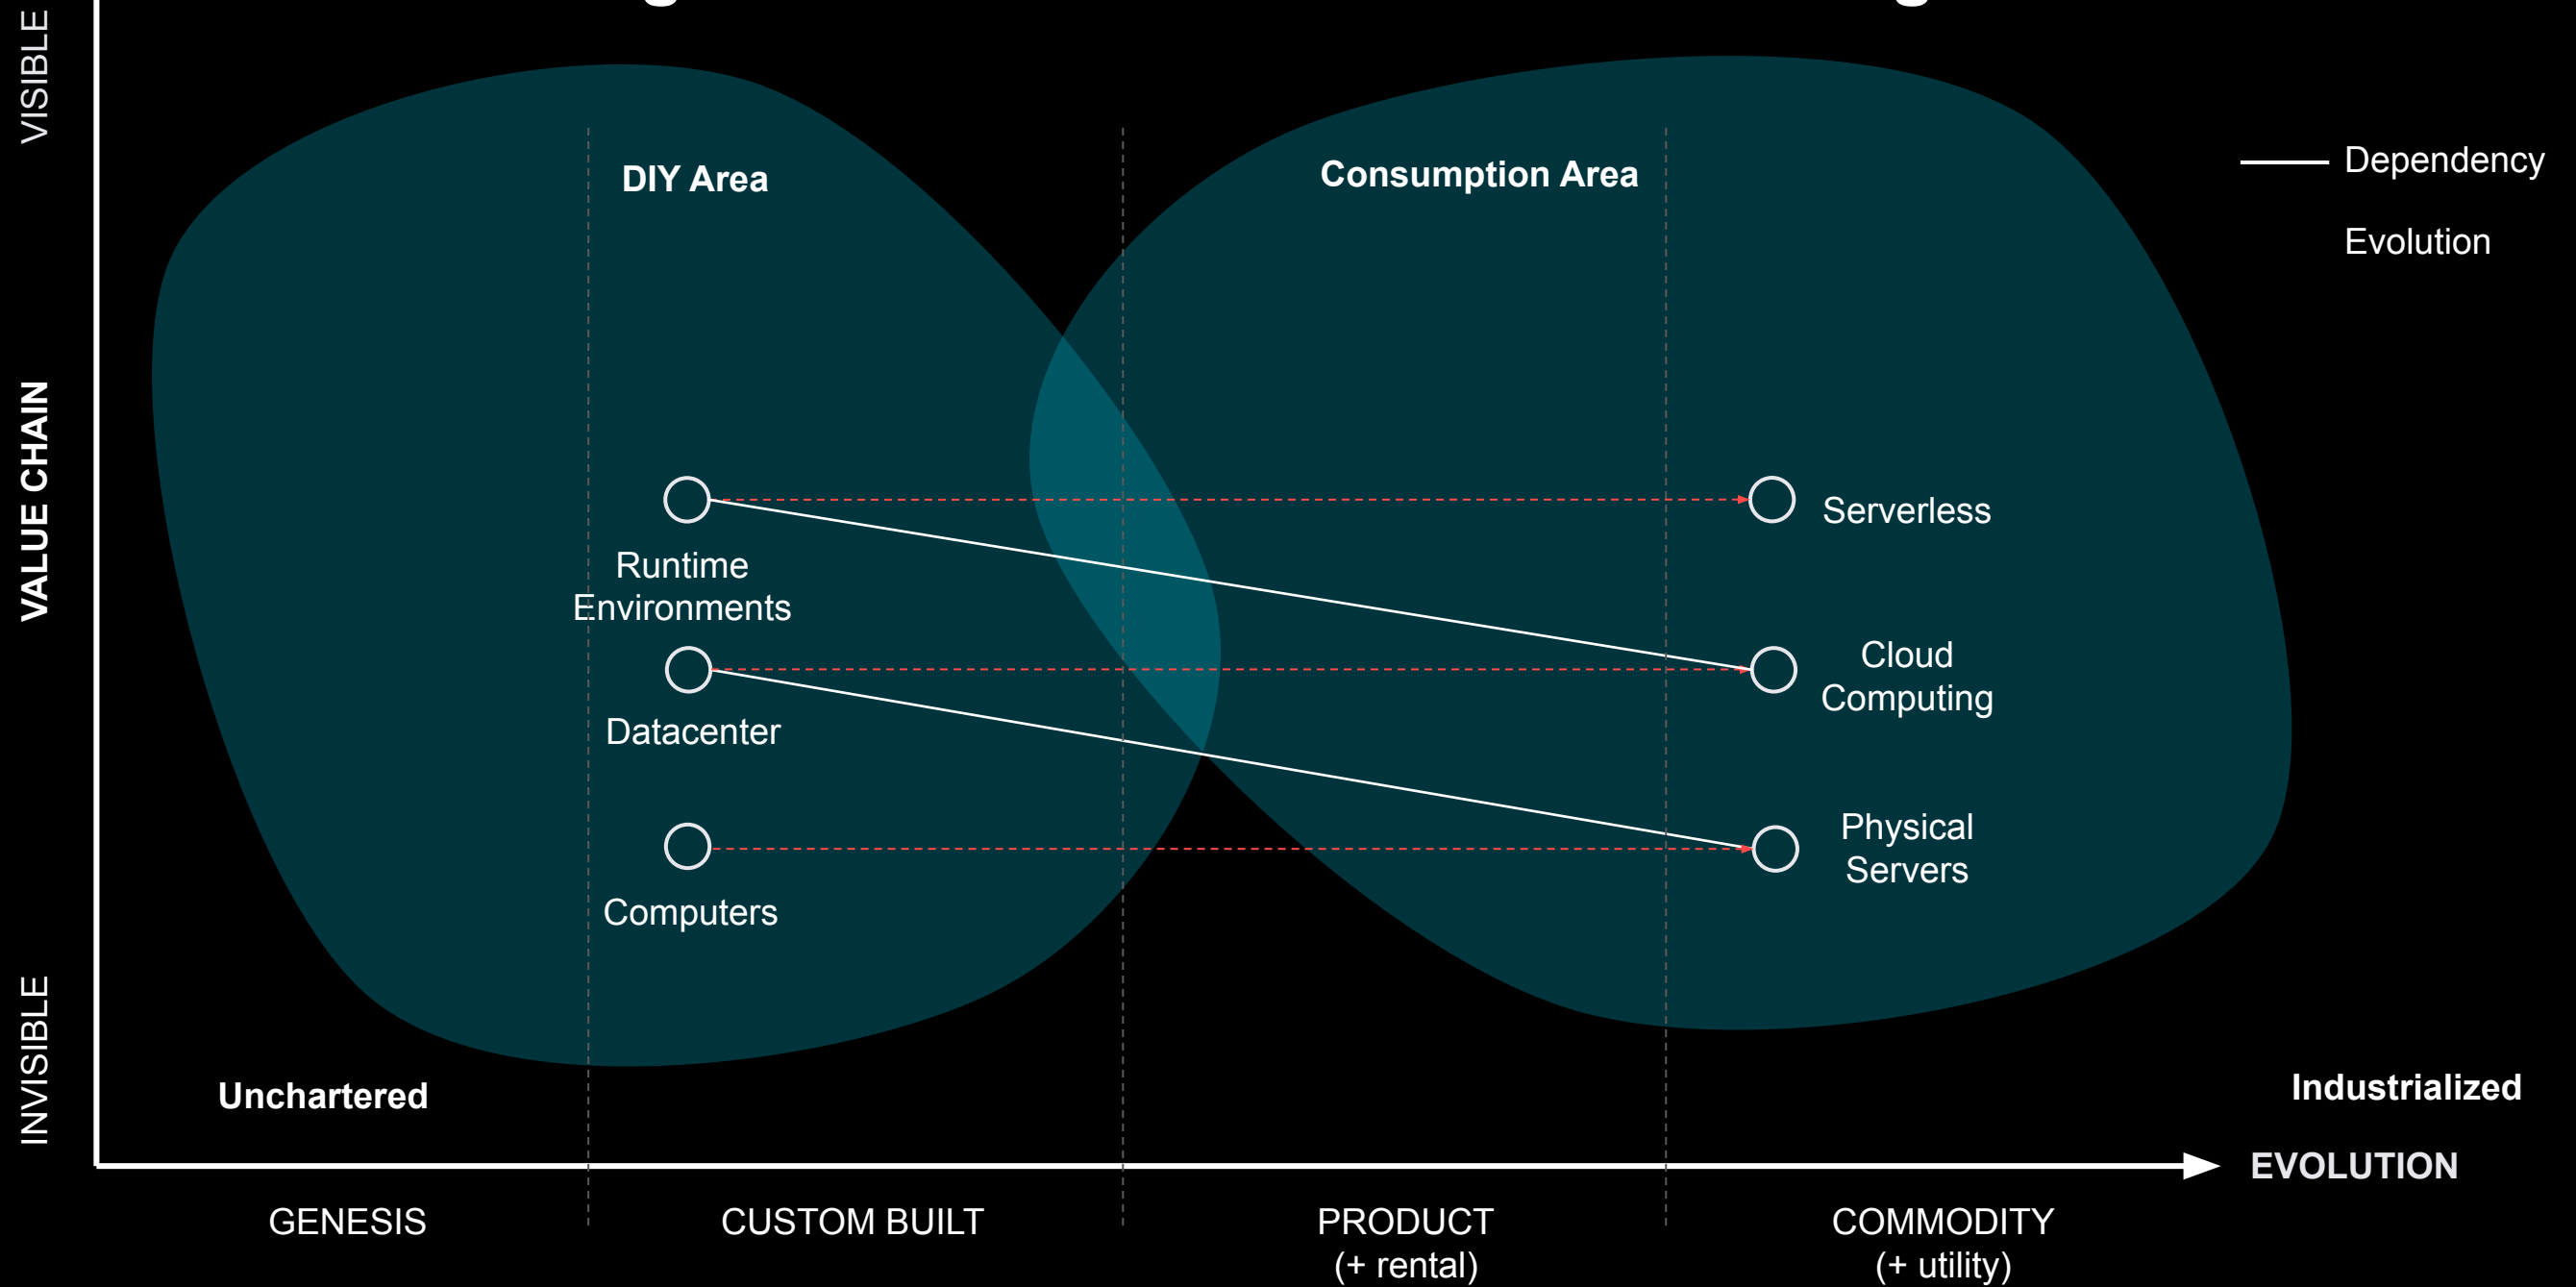 VISIBLE
VALUE CHAIN
INVISIBLE
DIY Area
Consumption Area
Dependency
Evolution
Runtime
Environments
Serverless
Datacenter
Cloud
Computing
Computers
Physical
Servers
Unchartered
Industrialized
EVOLUTION
GENESIS
CUSTOM BUILT
PRODUCT
(+ rental)
COMMODITY
(+ utility)